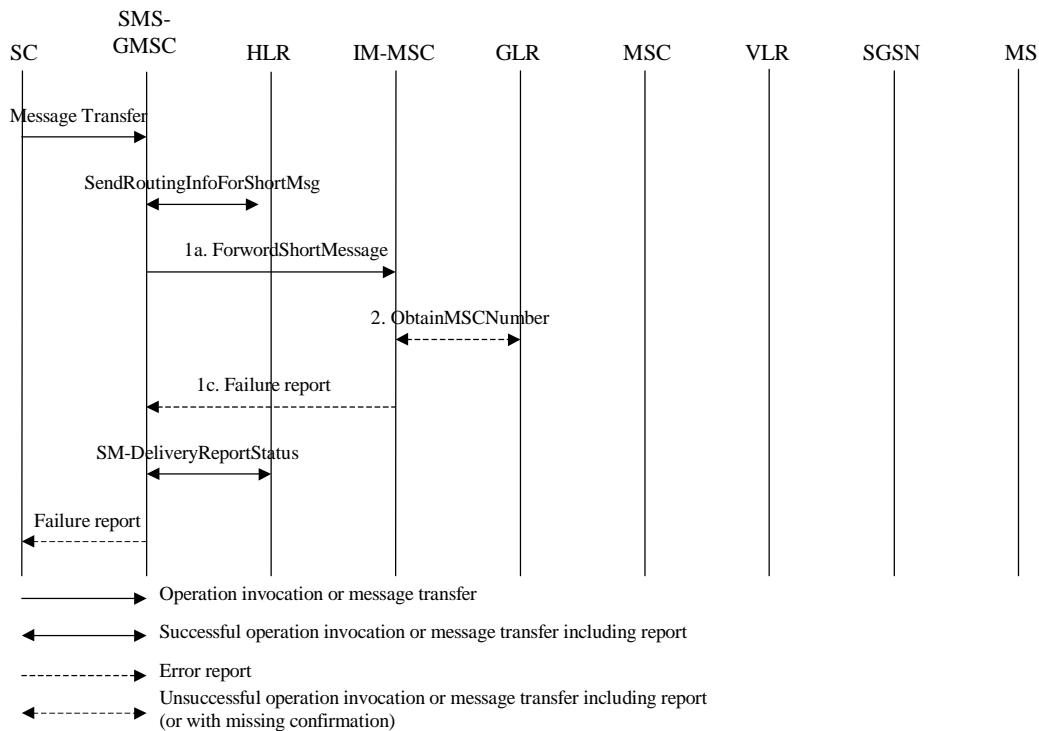 SMS-
GMSC
SC
HLR
IM-MSC
GLR
MSC
VLR
SGSN
MS
Message Transfer
SendRoutingInfoForShortMsg
1a. ForwordShortMessage
2. ObtainMSCNumber
1c. Failure report
SM-DeliveryReportStatus
Failure report
Operation invocation or message transfer
Successful operation invocation or message transfer including report
Error report
Unsuccessful operation invocation or message transfer including report
(or with missing confirmation)